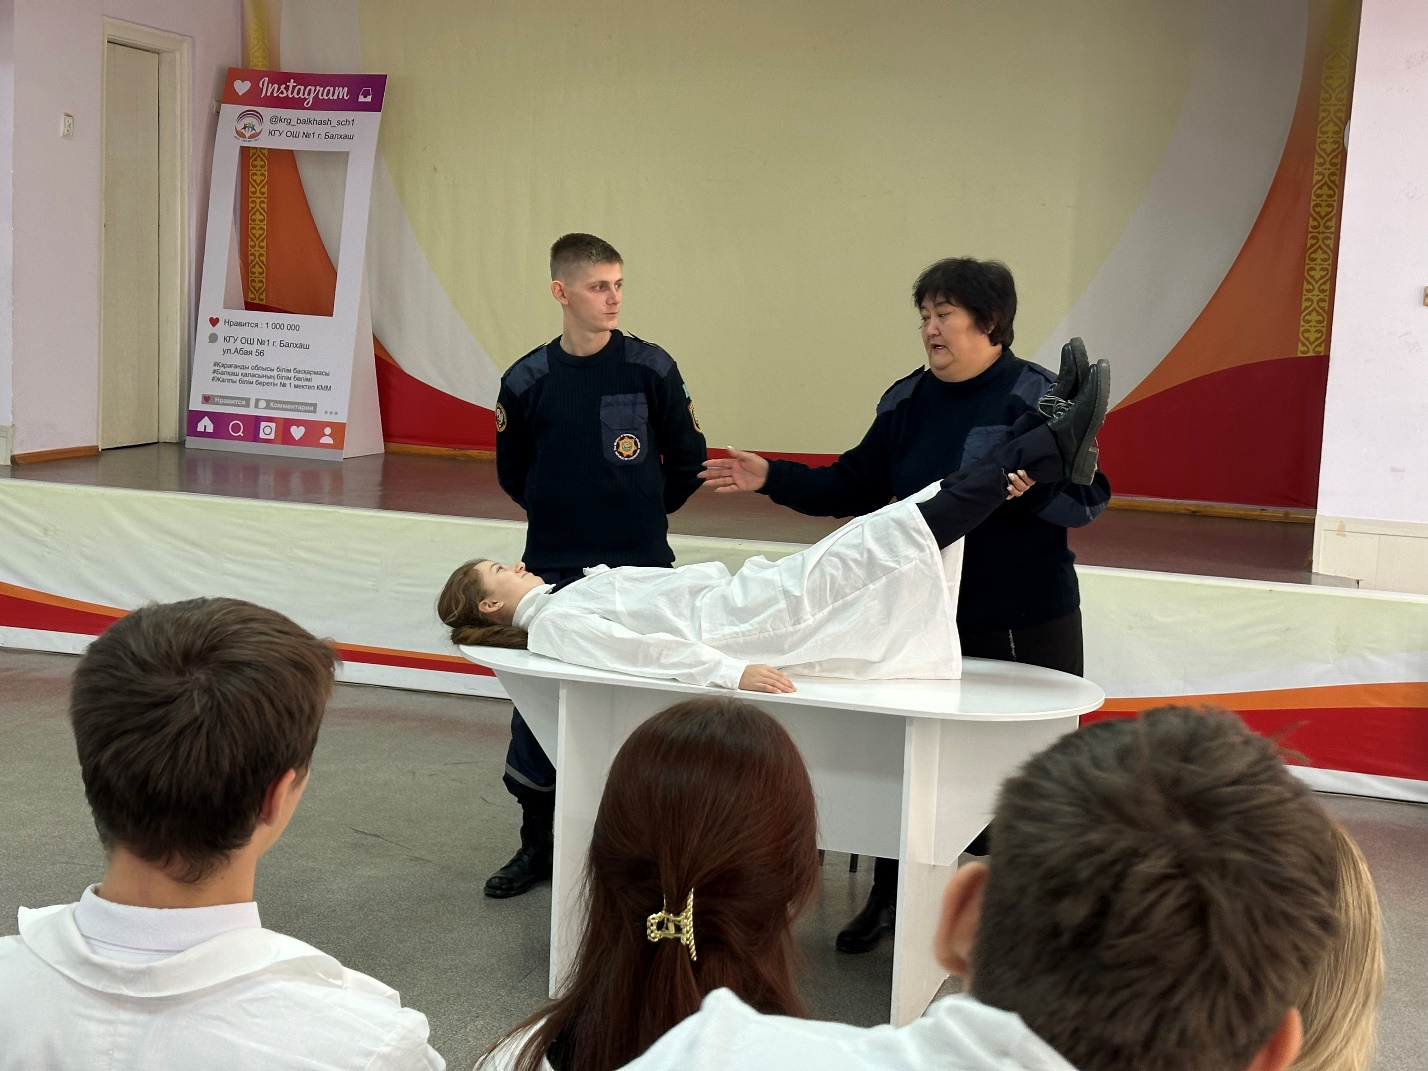 Instagram
@krg_balkhash_sch1
КГУ ОШ №1 г. Балхаш
Нравится : 1 000 000
КГУ ОШ №1 г. Балхаш
ул.Абая 56
#Қарағанды облысы білім басқармасы
#Балқаш қаласының білім бөлімі
#Жалпы білім беретін № 1 мектеп КММ
Нравится
Комментарии